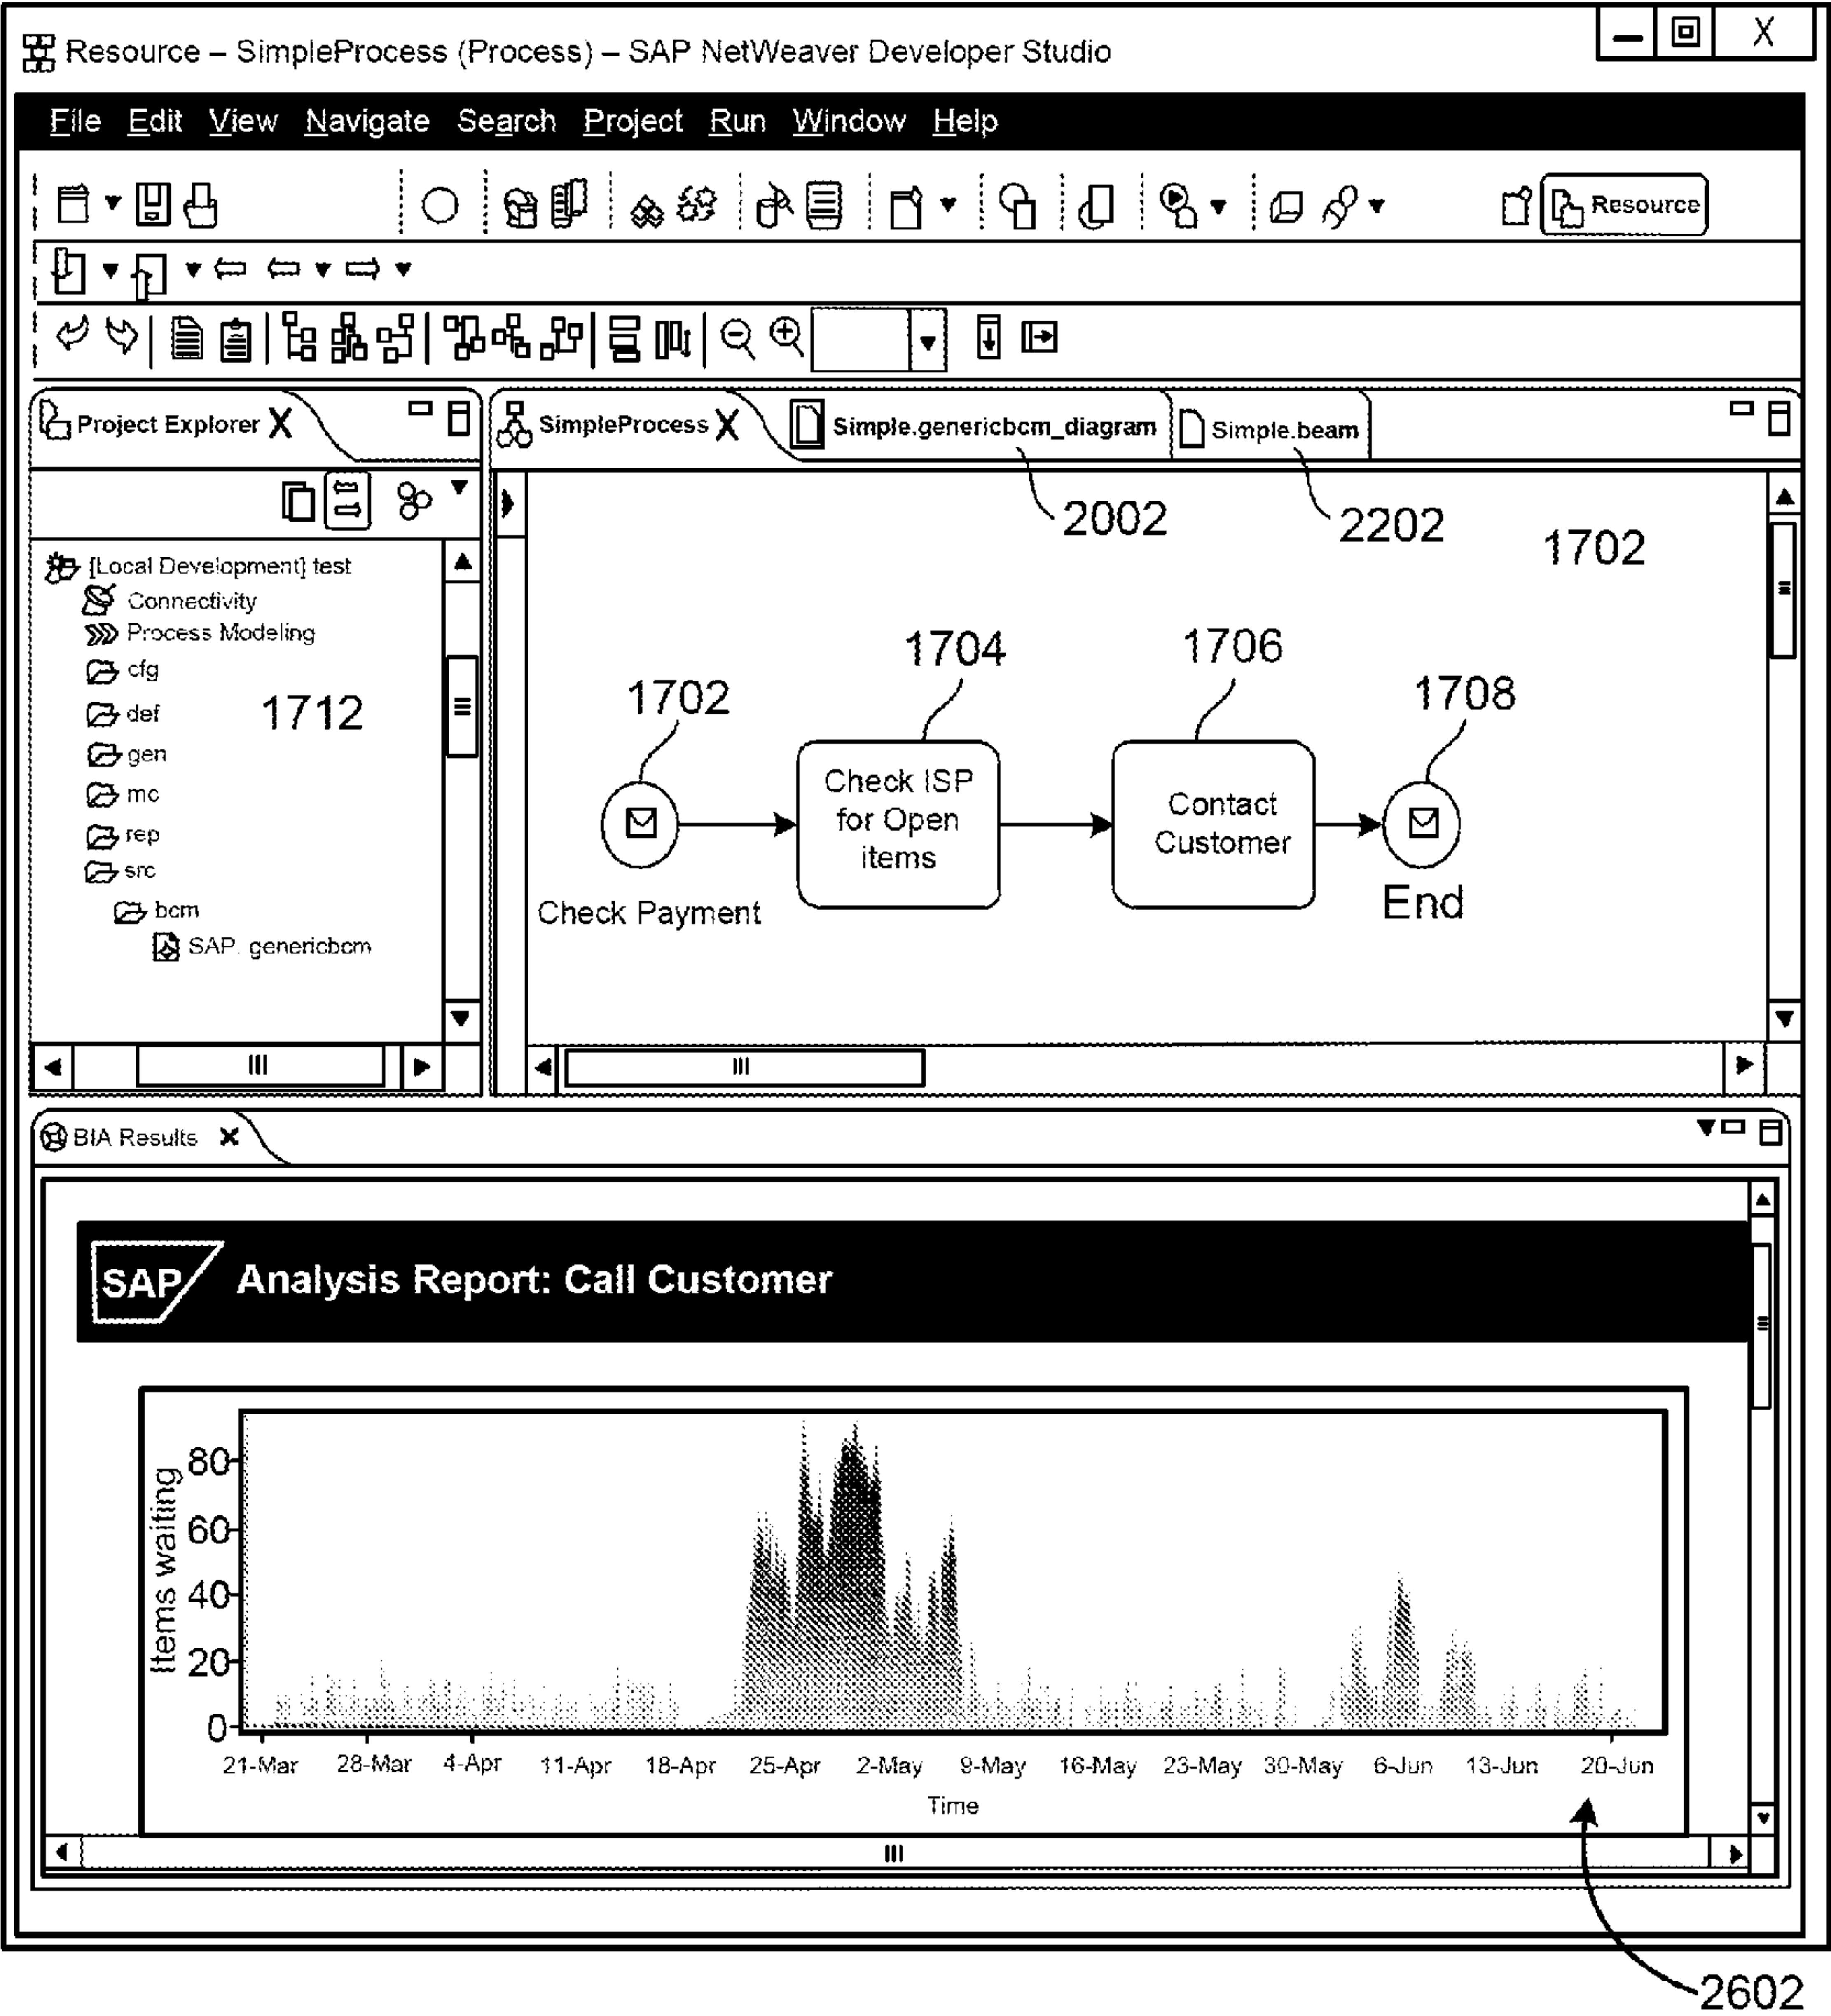 Resource – SimpleProcess (Process) – SAP NetWeaver Developer Studio
X
File Edit View Navigate Search Project Run Window Help
Resource
Project Explorer X
SimpleProcess X
Simple.genericbcm_diagram
Simple.beam
2002
2202
1702
[Local Development] test
Connectivity
Process Modeling
cfg
def
gen
mc
rep
src
bcm
SAP. genericbcm
1712
1702
1704
1706
1708
Check Payment
Check ISP
for Open
items
Contact
Customer
End
BIA Results X
SAP Analysis Report: Call Customer
Items waiting
80
60
40
20
0
21-Mar 28-Mar 4-Apr 11-Apr 18-Apr 25-Apr 2-May 9-May 16-May 23-May 30-May 6-Jun 13-Jun 20-Jun
Time
2602